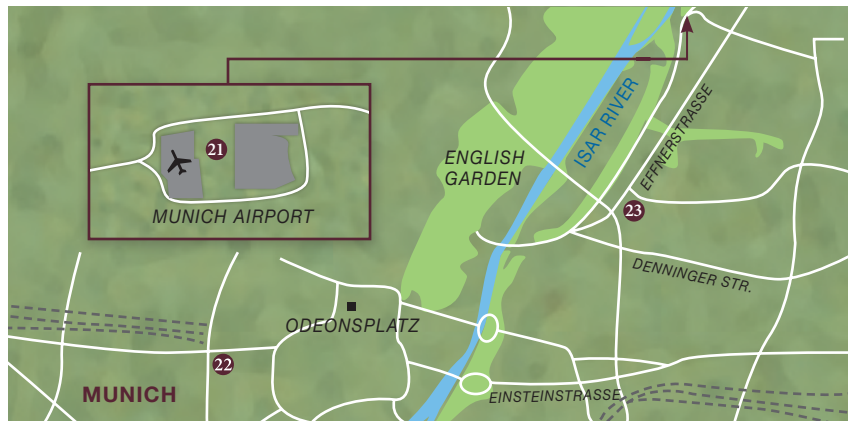 21
MUNICH AIRPORT
ENGLISH
GARDEN
ISAR RIVER
EFFNERSTRASSE
23
DENNINGER STR.
ODEONSPLATZ
22
MUNICH
EINSTEINSTRASSE